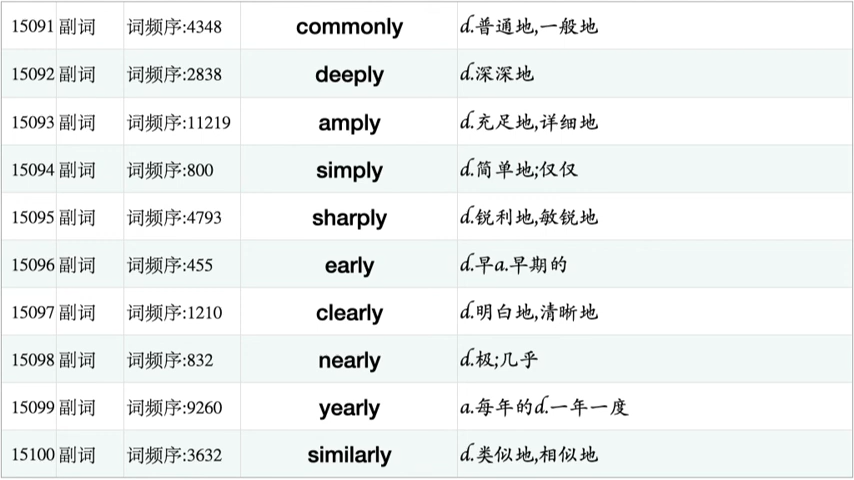 15091 副词 词频序:4348 commonly d.普通地,一般地
15092 副词 词频序:2838 deeply d.深深地
15093 副词 词频序:11219 amply d.充足地,详细地
15094 副词 词频序:800 simply d.简单地;仅仅
15095 副词 词频序:4793 sharply d.锐利地,敏锐地
15096 副词 词频序:455 early d.早a.早期的
15097 副词 词频序:1210 clearly d.明白地,清晰地
15098 副词 词频序:832 nearly d.极;几乎
15099 副词 词频序:9260 yearly a.每年的d.一年一度
15100 副词 词频序:3632 similarly d.类似地,相似地